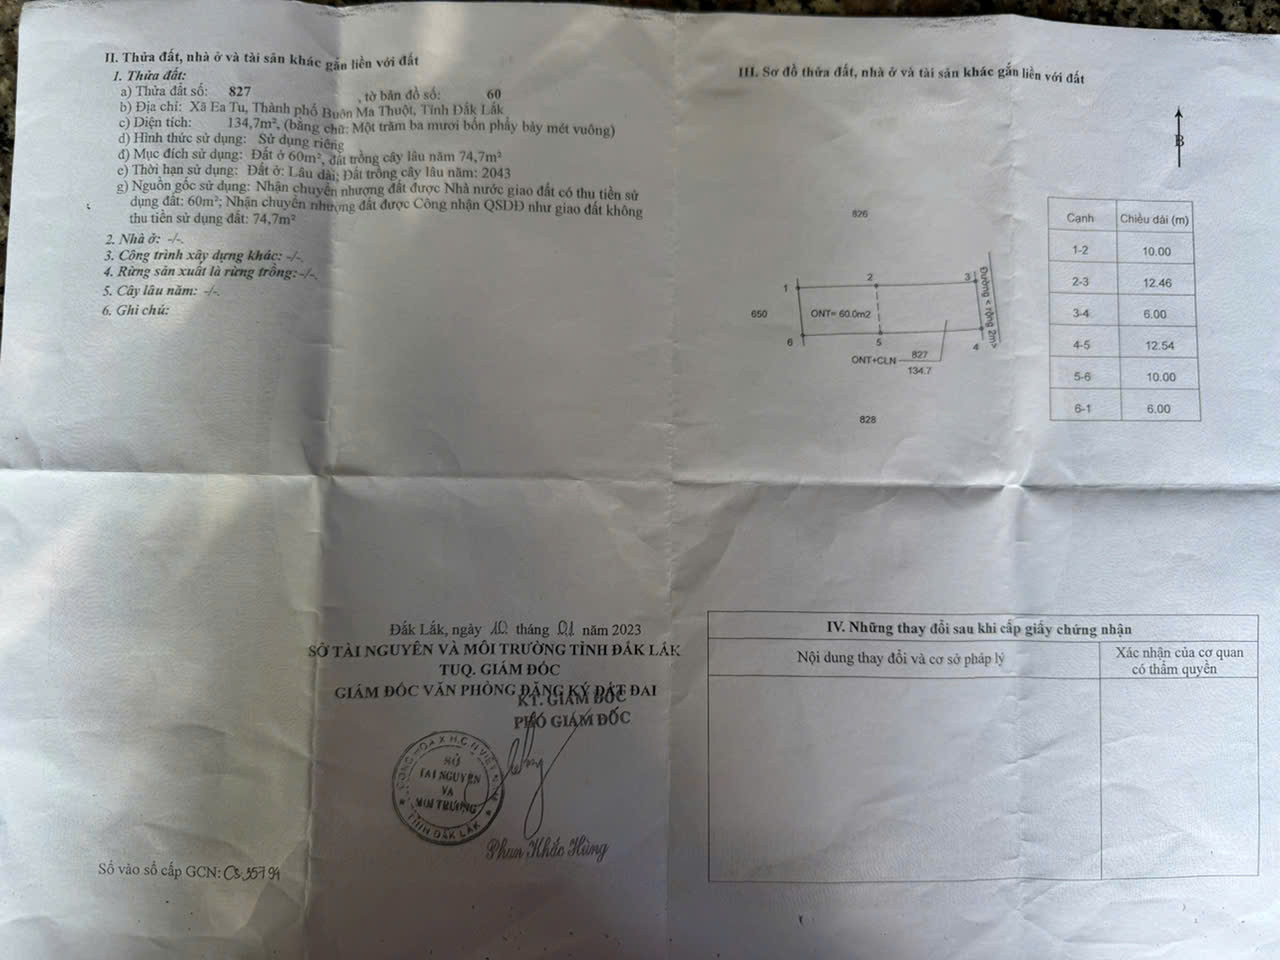 II. Thửa đất, nhà ở và tài sản khác gắn liền với đất
1. Thửa đất:
a) Thửa đất số: 827 , tờ bản đồ số: 60
b) Địa chỉ: Xã Ea Tu, Thành phố Buôn Ma Thuột, Tỉnh Đắk Lắk
c) Diện tích: 134,7m², (bằng chữ: Một trăm ba mươi bốn phẩy bảy mét vuông)
d) Hình thức sử dụng: Sử dụng riêng
đ) Mục đích sử dụng: Đất ở 60m², đất trồng cây lâu năm 74,7m²
e) Thời hạn sử dụng: Đất ở: Lâu dài; Đất trồng cây lâu năm: 2043
g) Nguồn gốc sử dụng: Nhận chuyển nhượng đất được Nhà nước giao đất có thu tiền sử
dụng đất: 60m²; Nhận chuyển nhượng đất được Công nhận QSDĐ như giao đất không
thu tiền sử dụng đất: 74,7m²
2. Nhà ở: -/-.
3. Công trình xây dựng khác: -/-.
4. Rừng sản xuất là rừng trồng: -/-.
5. Cây lâu năm: -/-.
6. Ghi chú:
Đắk Lắk, ngày 10 tháng 01 năm 2023
SỞ TÀI NGUYÊN VÀ MÔI TRƯỜNG TỈNH ĐẮK LẮK
TUQ. GIÁM ĐỐC
GIÁM ĐỐC VĂN PHÒNG ĐĂNG KÝ ĐẤT ĐAI
KT. GIÁM ĐỐC
PHÓ GIÁM ĐỐC
CỘNG HÒA X.H.C.N VIỆT NAM
SỞ
TÀI NGUYÊN
VÀ
MÔI TRƯỜNG
TỈNH ĐẮK LẮK
Phan Khắc Hùng
Số vào sổ cấp GCN: CS 35794
III. Sơ đồ thửa đất, nhà ở và tài sản khác gắn liền với đất
B
826
1
2
3
650
ONT= 60.0m2
Đường < rộng 2m>
6
5
4
ONT+CLN
827
134.7
828
Cạnh Chiều dài (m)
1-2 10.00
2-3 12.46
3-4 6.00
4-5 12.54
5-6 10.00
6-1 6.00
IV. Những thay đổi sau khi cấp giấy chứng nhận
Nội dung thay đổi và cơ sở pháp lý
Xác nhận của cơ quan
có thẩm quyền